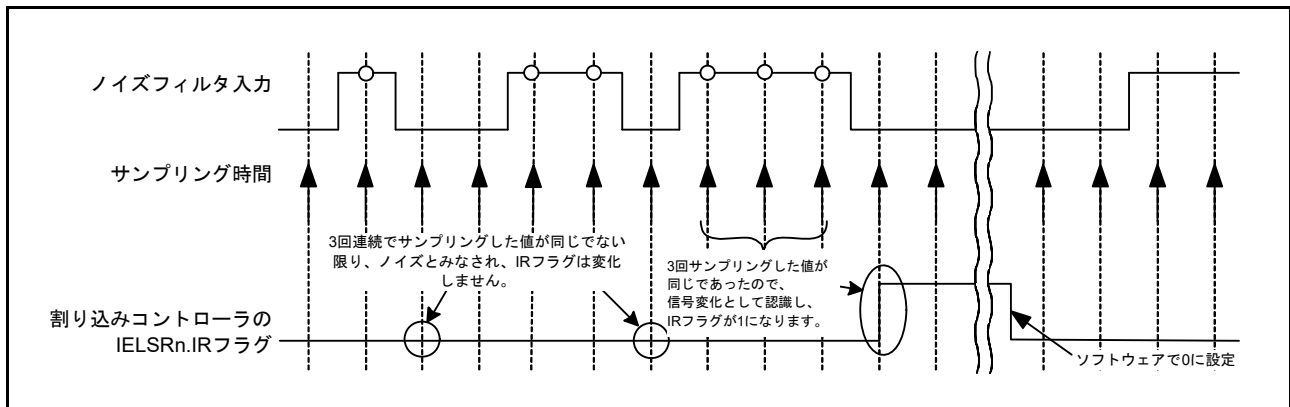 ノイズフィルタ入力
サンプリング時間
3回連続でサンプリングした値が同じでない
限り、ノイズとみなされ、IRフラグは変化
しません。
3回サンプリングした値が
同じであったので、
信号変化として認識し、
IRフラグが1になります。
割り込みコントローラの
IELSRn.IRフラグ
ソフトウェアで0に設定